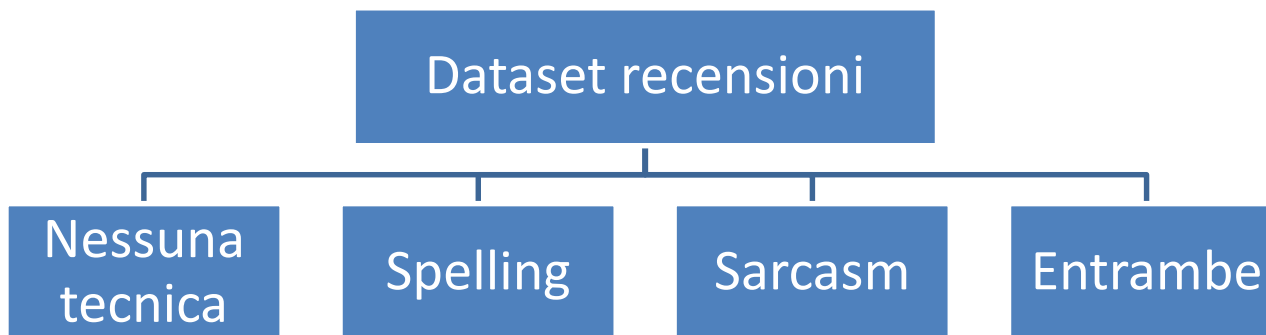 Dataset recensioni
Nessuna
tecnica
Spelling
Sarcasm
Entrambe